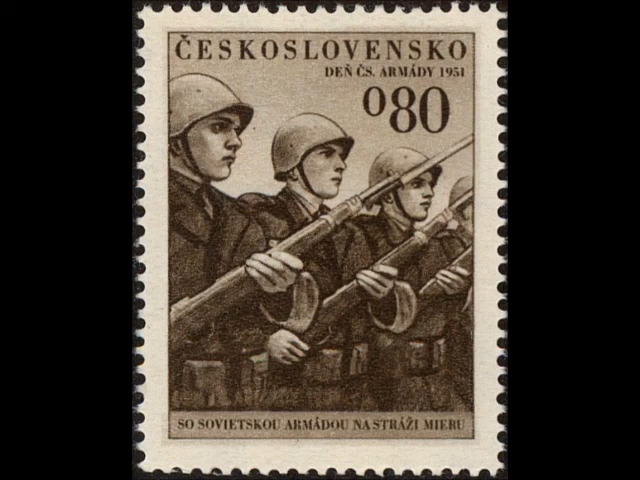 ČESKOSLOVENSKO
DEŇ ČS. ARMÁDY 1951
080
SO SOVIETSKOU ARMÁDOU NA STRÁŽI MIERU